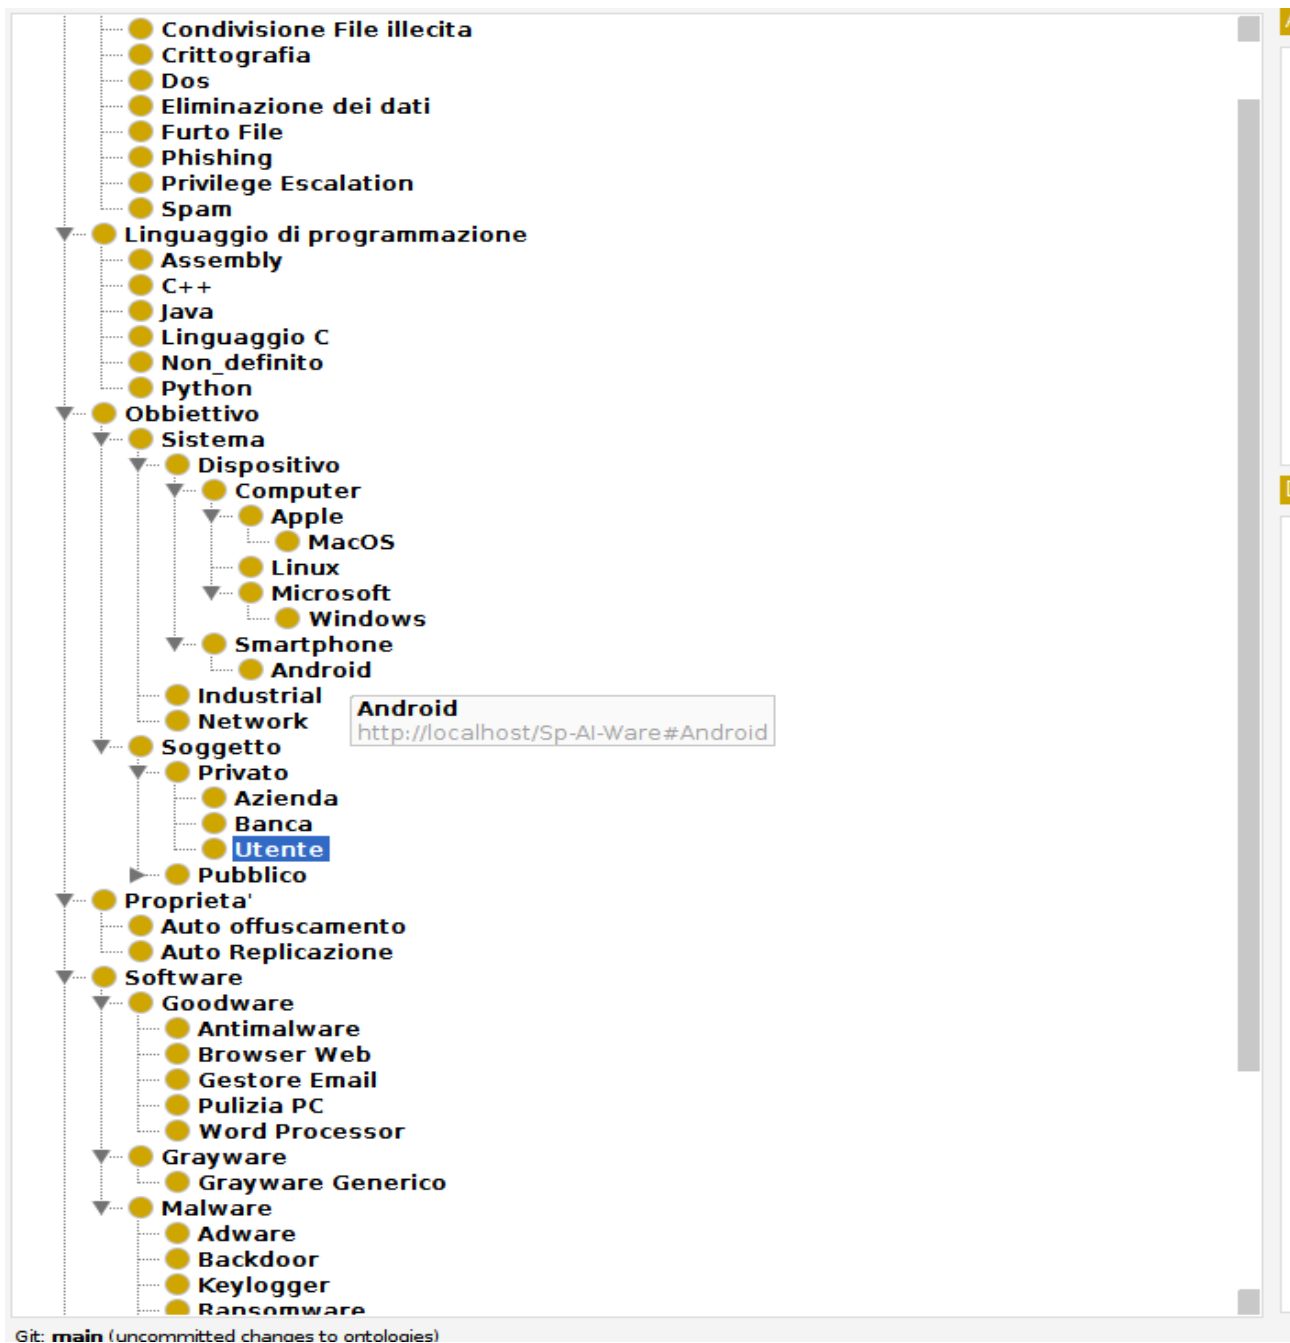 Condivisione File illecita
Crittografia
Dos
Eliminazione dei dati
Furto File
Phishing
Privilege Escalation
Spam
Linguaggio di programmazione
Assembly
C++
Java
Linguaggio C
Non_definito
Python
Obbiettivo
Sistema
Dispositivo
Computer
Apple
MacOS
Linux
Microsoft
Windows
Smartphone
Android
Industrial
Network
Android
http://localhost/Sp-AI-Ware#Android
Soggetto
Privato
Azienda
Banca
Utente
Pubblico
Proprieta'
Auto offuscamento
Auto Replicazione
Software
Goodware
Antimalware
Browser Web
Gestore Email
Pulizia PC
Word Processor
Grayware
Grayware Generico
Malware
Adware
Backdoor
Keylogger
Ransomware
Git: main (uncommitted changes to ontologies)